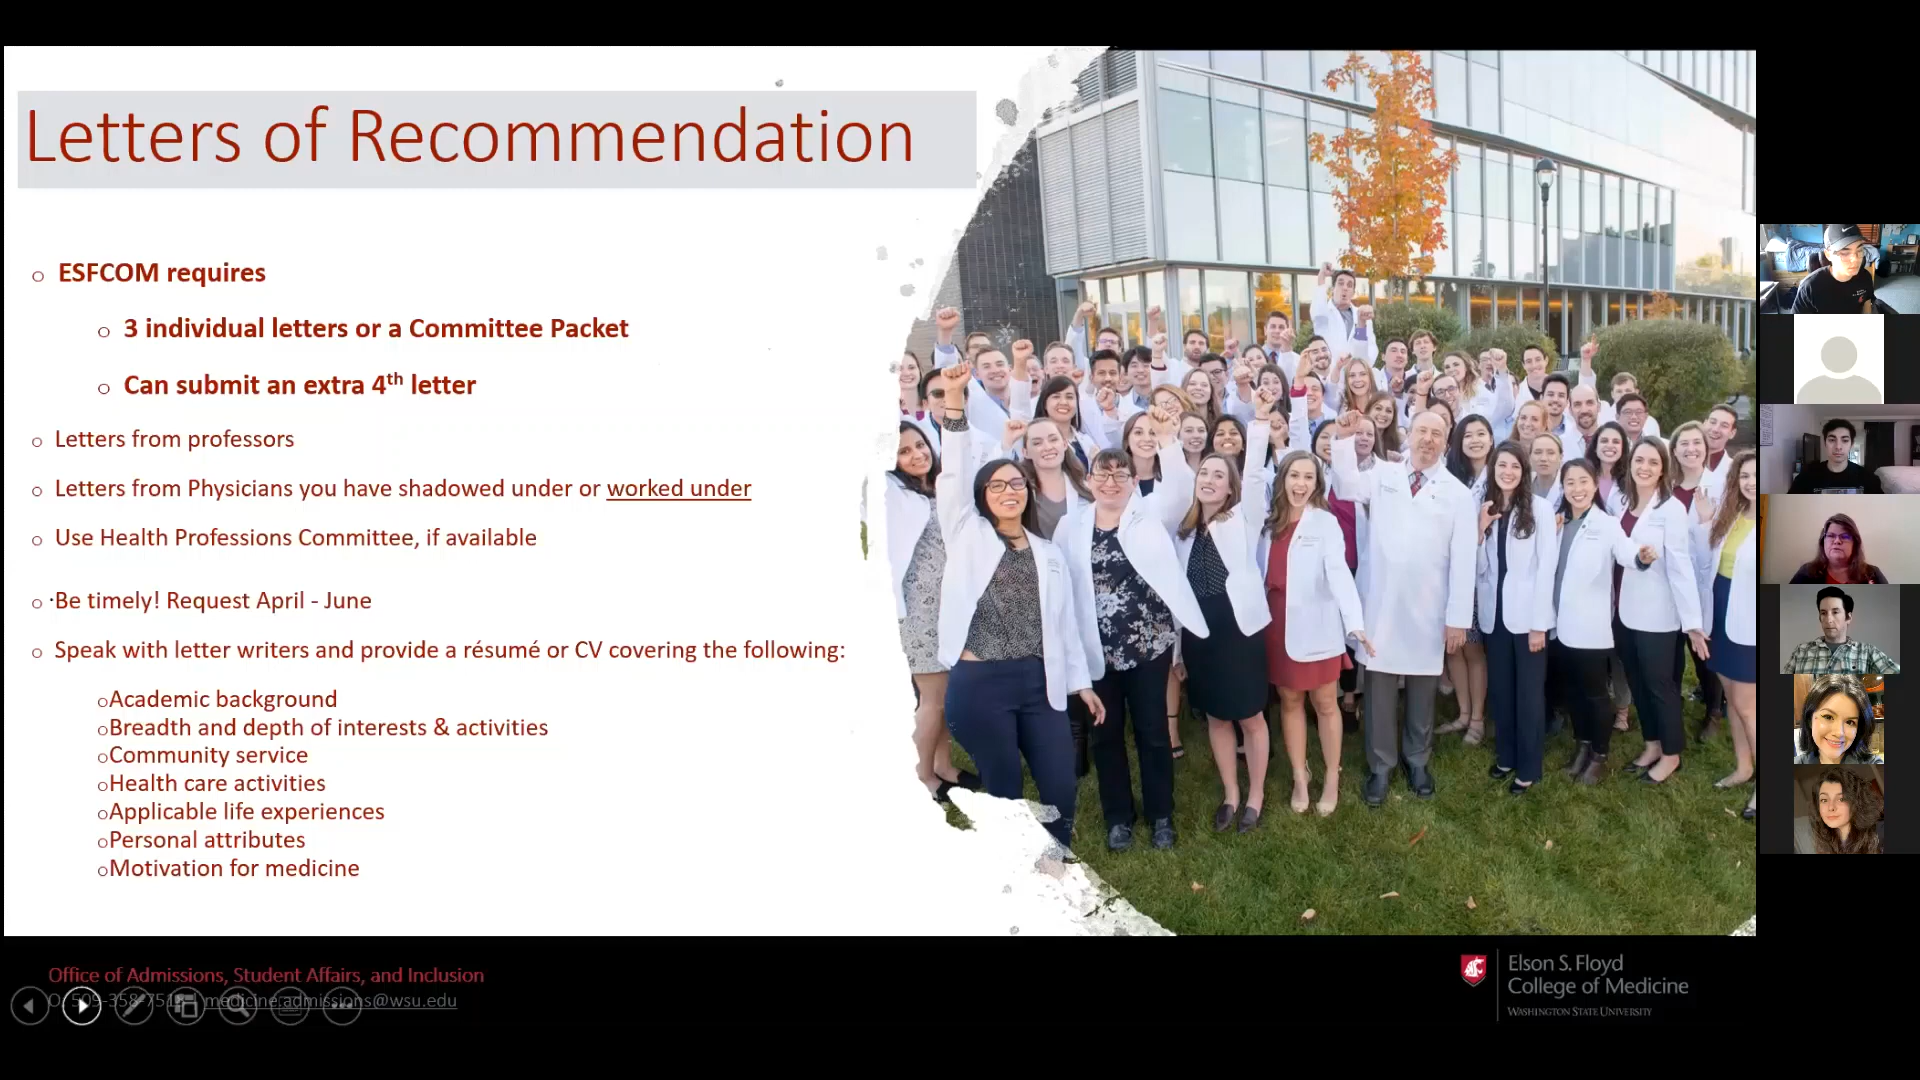 Letters of Recommendation
ESFCOM requires
3 individual letters or a Committee Packet
Can submit an extra 4th letter
Letters from professors
Letters from Physicians you have shadowed under or worked under
Use Health Professions Committee, if available
Be timely! Request April - June
Speak with letter writers and provide a résumé or CV covering the following:
Academic background
Breadth and depth of interests & activities
Community service
Health care activities
Applicable life experiences
Personal attributes
Motivation for medicine
Office of Admissions, Student Affairs, and Inclusion
medicine.admissions@wsu.edu
Elson S. Floyd
College of Medicine
WASHINGTON STATE UNIVERSITY